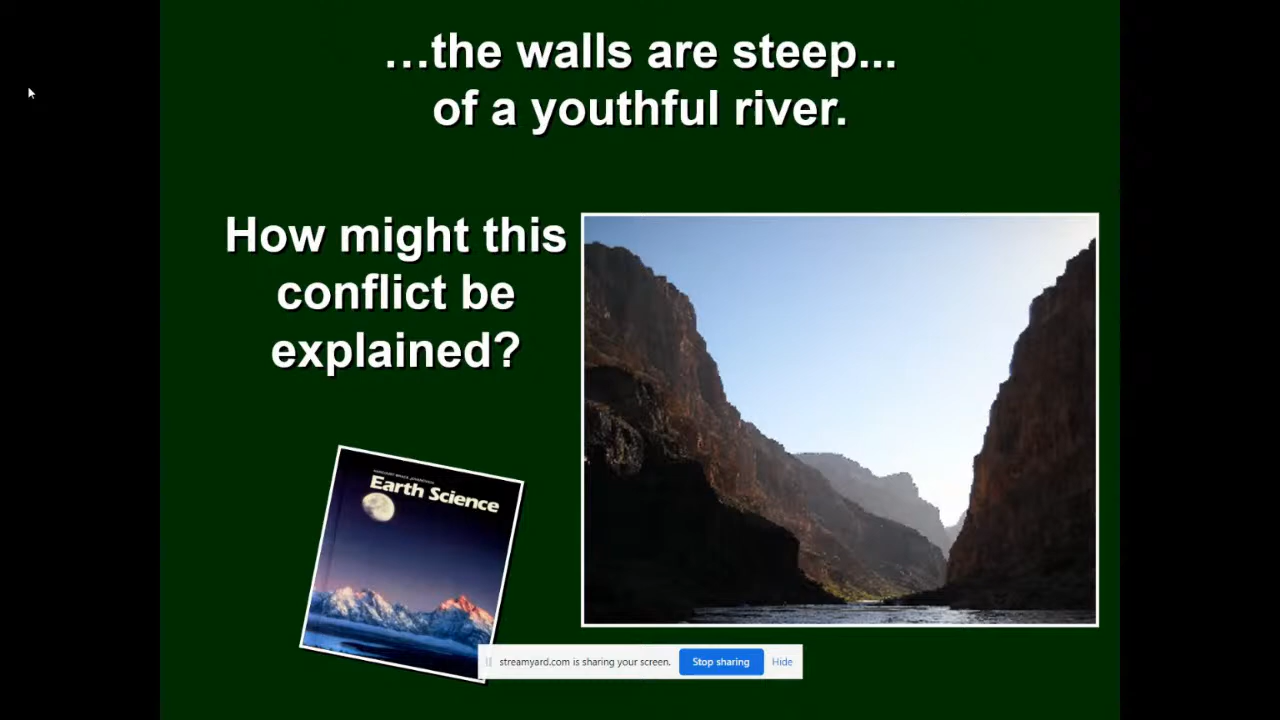 …the walls are steep...
of a youthful river.
How might this
conflict be
explained?
Earth Science
streamyard.com is sharing your screen.
Stop sharing
Hide